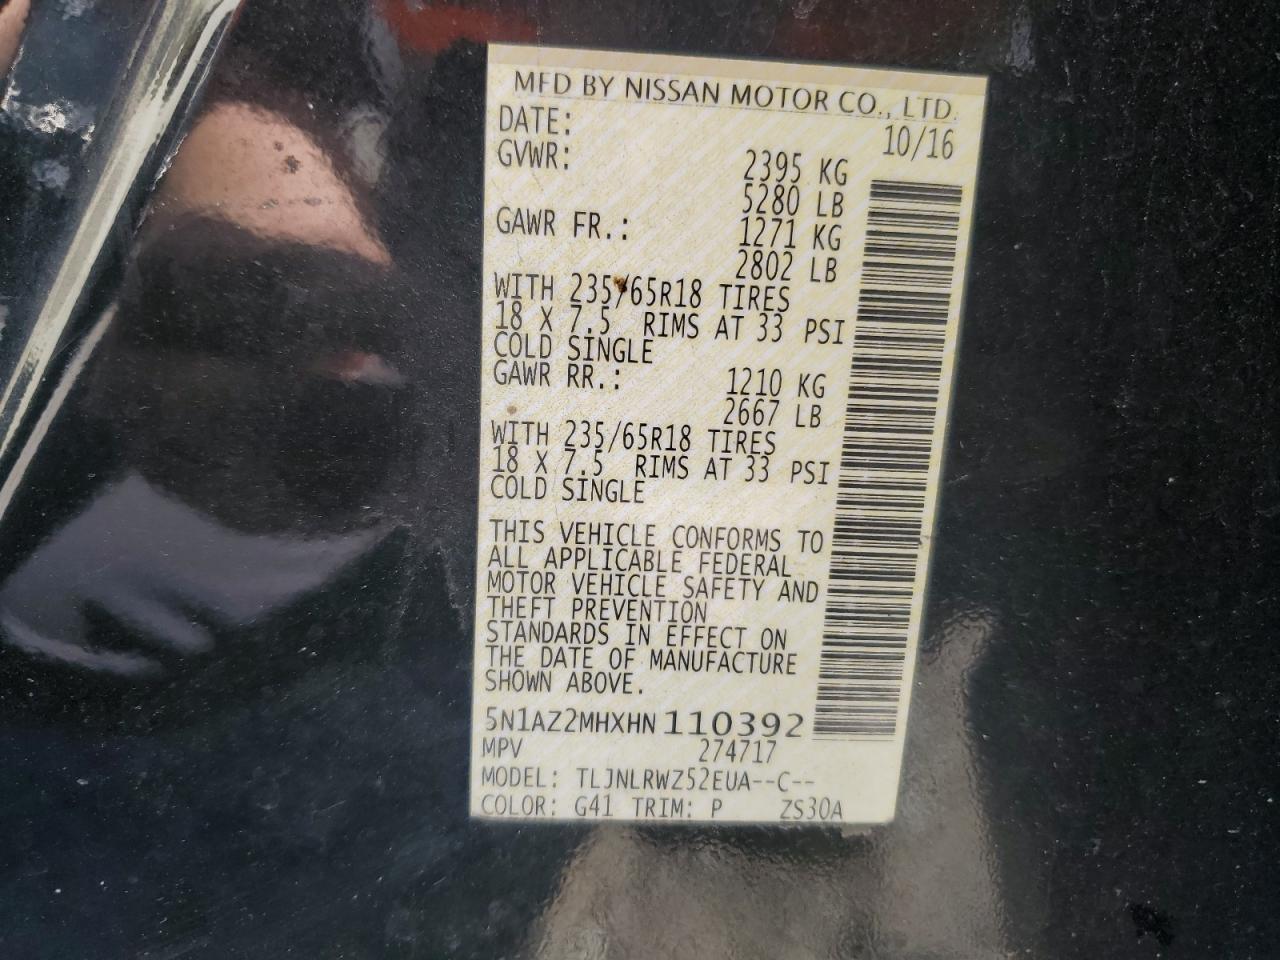 MFD BY NISSAN MOTOR CO., LTD.
DATE: 10/16
GVWR: 2395 KG
5280 LB
GAWR FR.: 1271 KG
2802 LB
WITH 235/65R18 TIRES
18 X 7.5 RIMS AT 33 PSI
COLD SINGLE
GAWR RR.: 1210 KG
2667 LB
WITH 235/65R18 TIRES
18 X 7.5 RIMS AT 33 PSI
COLD SINGLE
THIS VEHICLE CONFORMS TO
ALL APPLICABLE FEDERAL
MOTOR VEHICLE SAFETY AND
THEFT PREVENTION
STANDARDS IN EFFECT ON
THE DATE OF MANUFACTURE
SHOWN ABOVE.
5N1AZ2MHXHN110392
MPV 274717
MODEL: TLJNLRWZ52EUA--C--
COLOR: G41 TRIM: P ZS30A